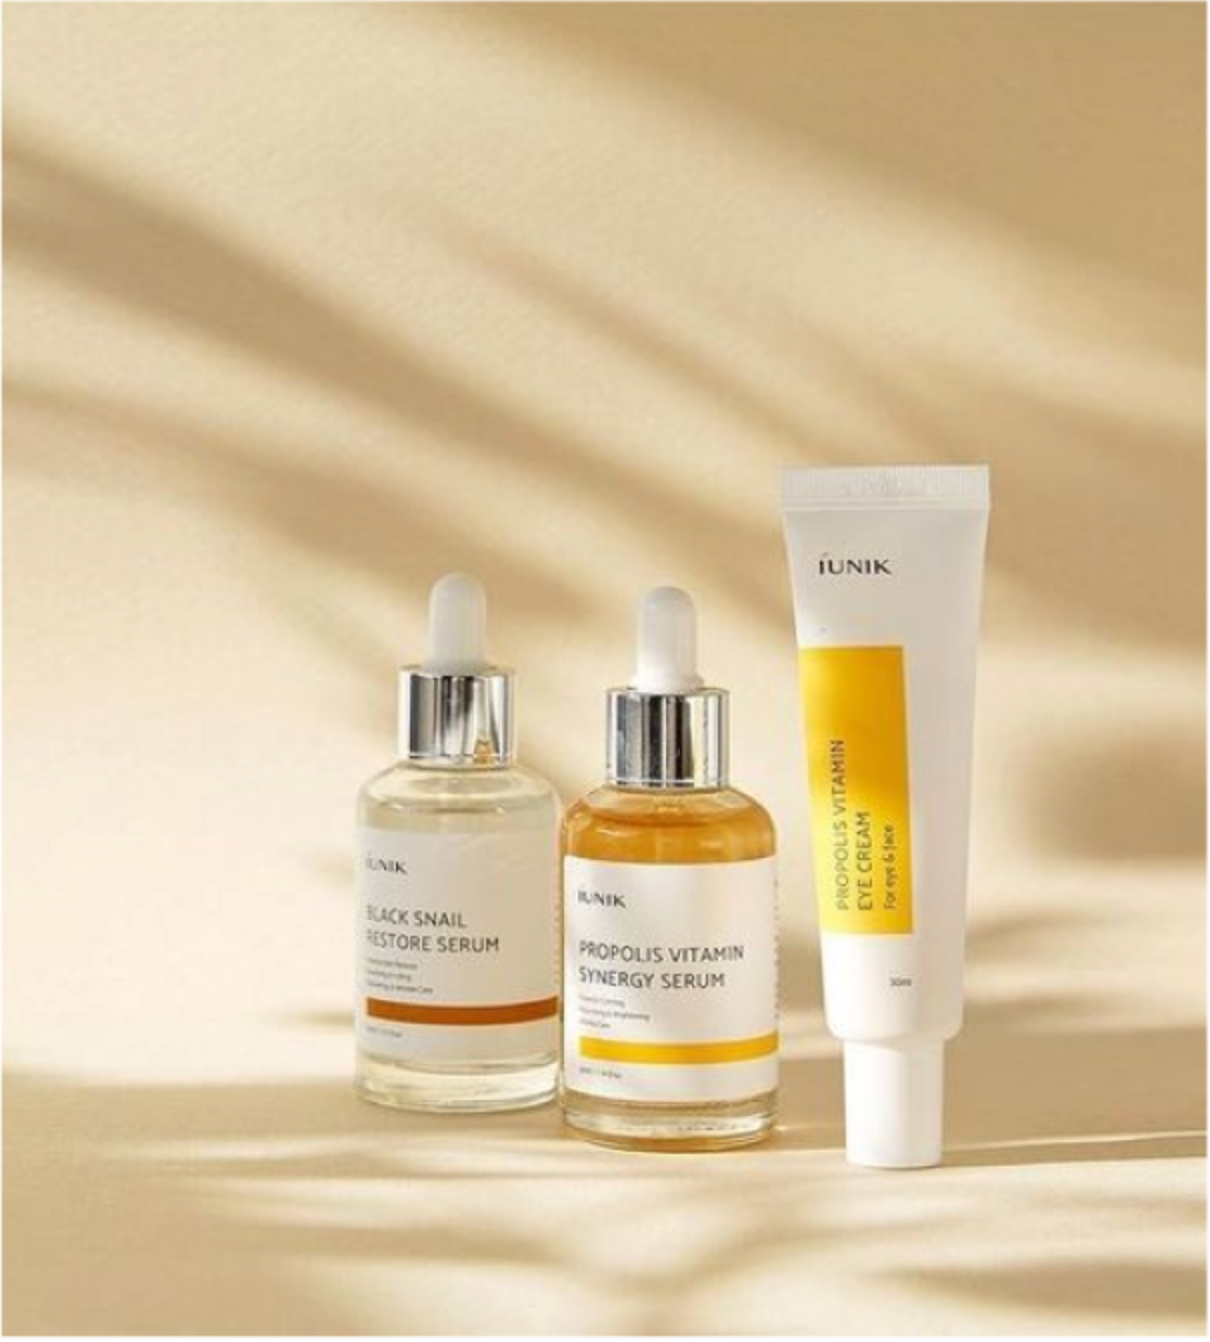 iUNIK
BLACK SNAIL
RESTORE SERUM
iUNIK
PROPOLIS VITAMIN
SYNERGY SERUM
iUNIK
PROPOLIS VITAMIN
EYE CREAM
For eye & face
30ml